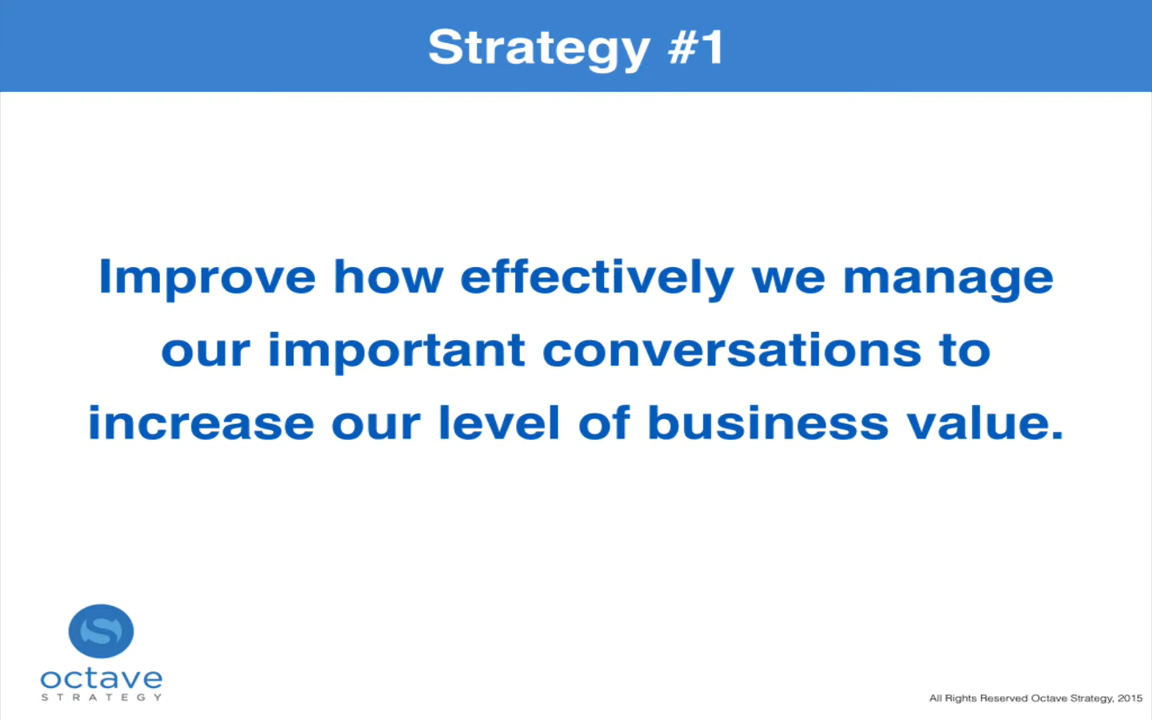 Strategy #1
Improve how effectively we manage
our important conversations to
increase our level of business value.
octave
STRATEGY
All Rights Reserved Octave Strategy, 2015